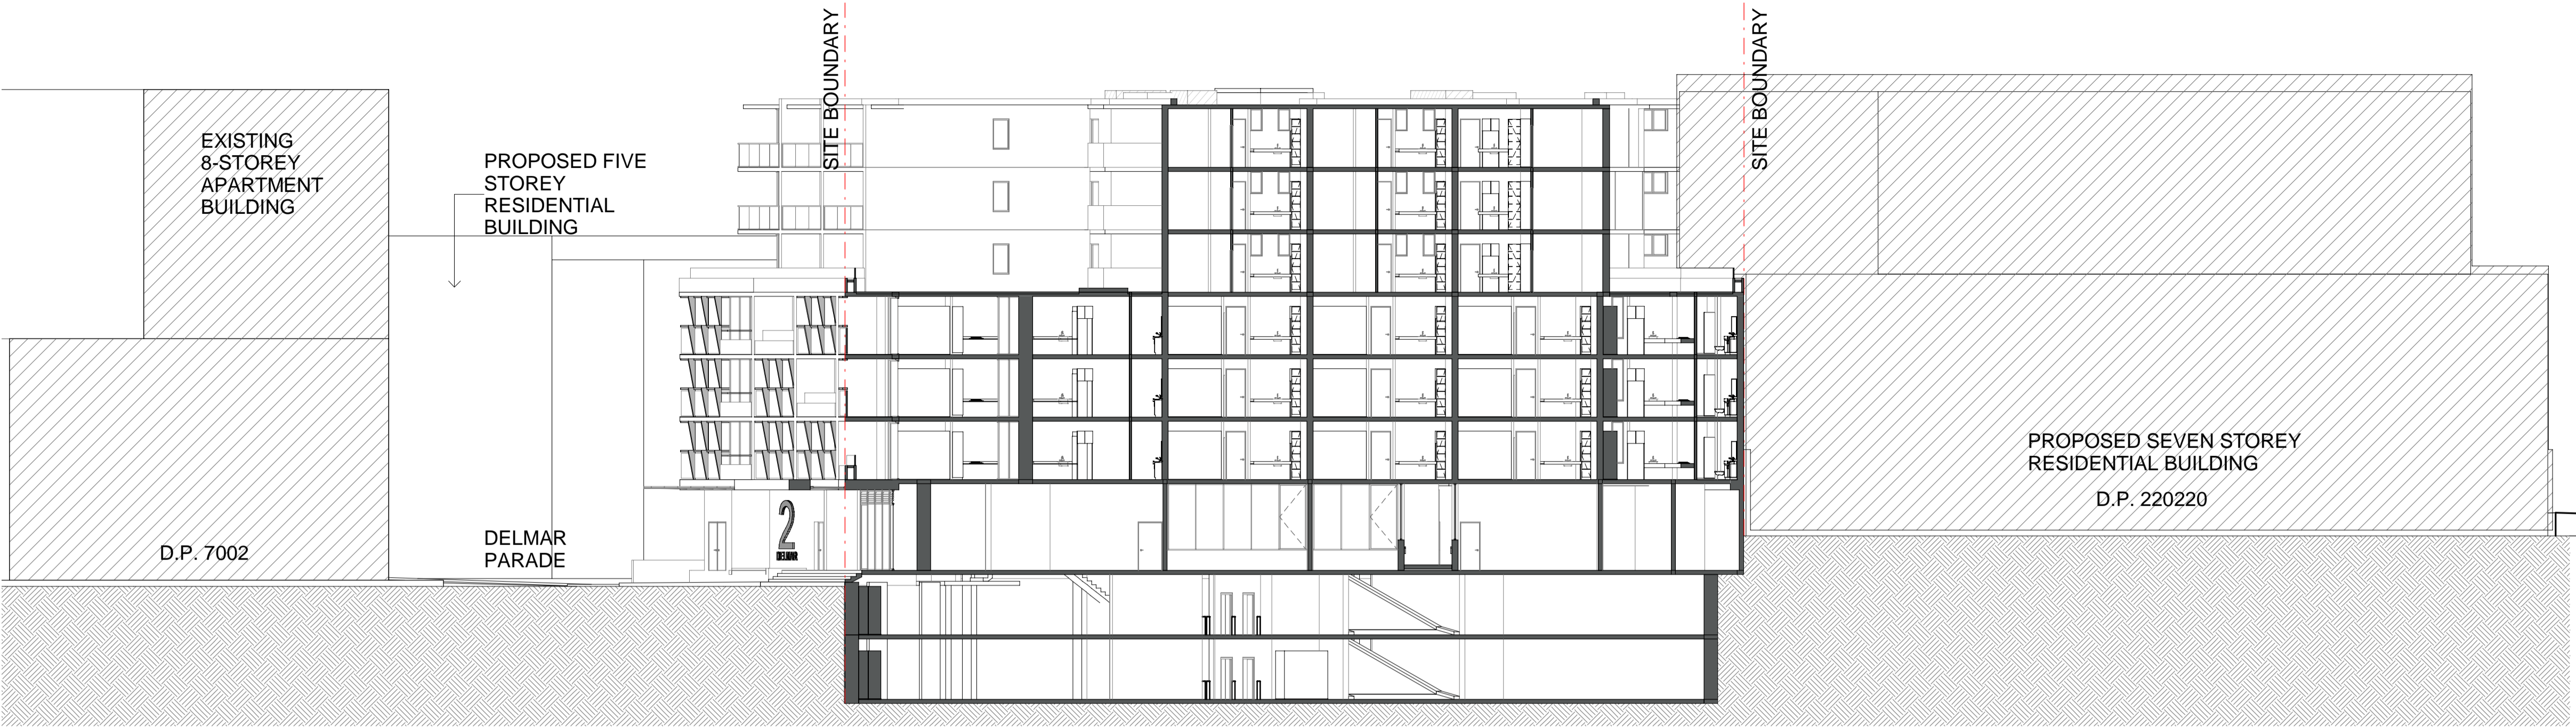 EXISTING
8-STOREY
APARTMENT
BUILDING
PROPOSED FIVE
STOREY
RESIDENTIAL
BUILDING
SITE BOUNDARY
SITE BOUNDARY
PROPOSED SEVEN STOREY
RESIDENTIAL BUILDING
D.P. 220220
D.P. 7002
DELMAR
PARADE
2
DELMAR